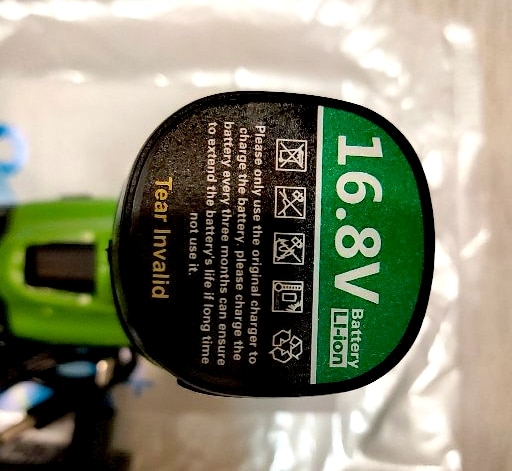 16.8V
Battery
LI-ion
Please only use the original charger to
charge the battery. please charge the
battery every three months can ensure
to extend the battery's life if long time
not use it.
Tear Invalid